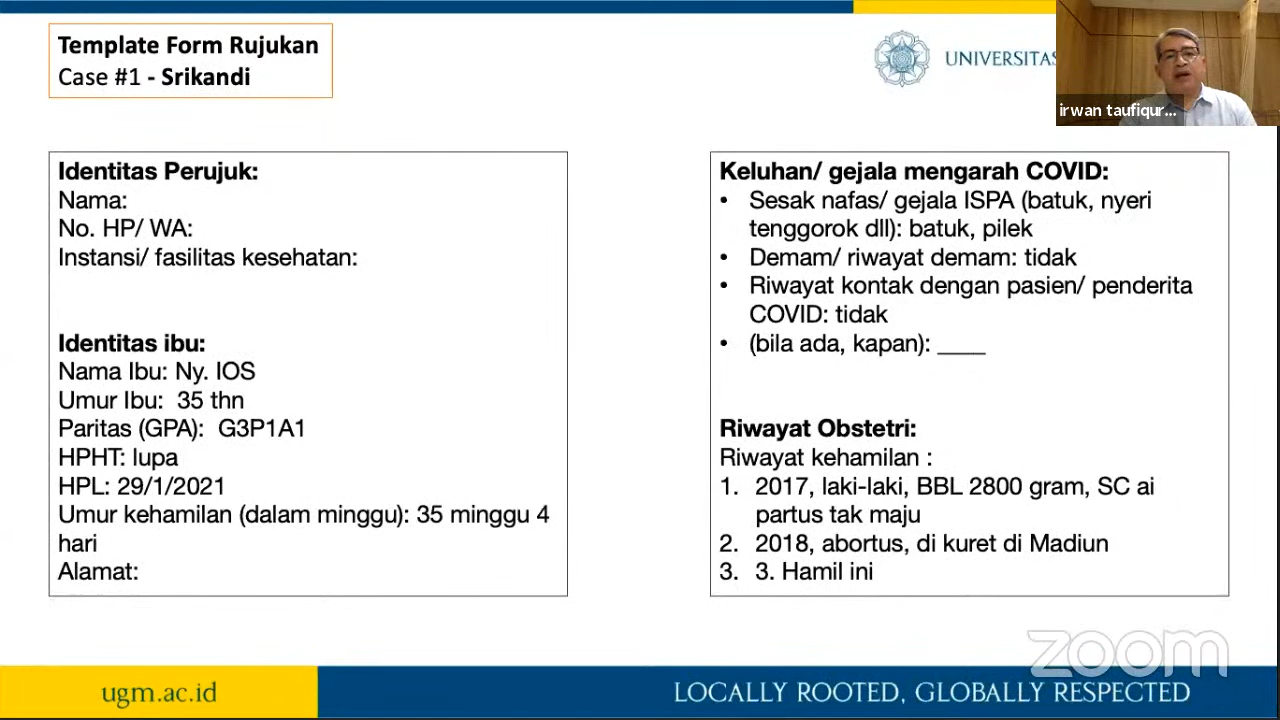 Template Form Rujukan
Case #1 - Srikandi
UNIVERSITAS
irwan taufiqur...
Identitas Perujuk:
Nama:
No. HP/ WA:
Instansi/ fasilitas kesehatan:
Identitas ibu:
Nama Ibu: Ny. IOS
Umur Ibu: 35 thn
Paritas (GPA): G3P1A1
HPHT: lupa
HPL: 29/1/2021
Umur kehamilan (dalam minggu): 35 minggu 4
hari
Alamat:
Keluhan/ gejala mengarah COVID:
• Sesak nafas/ gejala ISPA (batuk, nyeri
tenggorok dll): batuk, pilek
• Demam/ riwayat demam: tidak
• Riwayat kontak dengan pasien/ penderita
COVID: tidak
• (bila ada, kapan): ____
Riwayat Obstetri:
Riwayat kehamilan :
1. 2017, laki-laki, BBL 2800 gram, SC ai
partus tak maju
2. 2018, abortus, di kuret di Madiun
3. 3. Hamil ini
zoom
ugm.ac.id
LOCALLY ROOTED, GLOBALLY RESPECTED